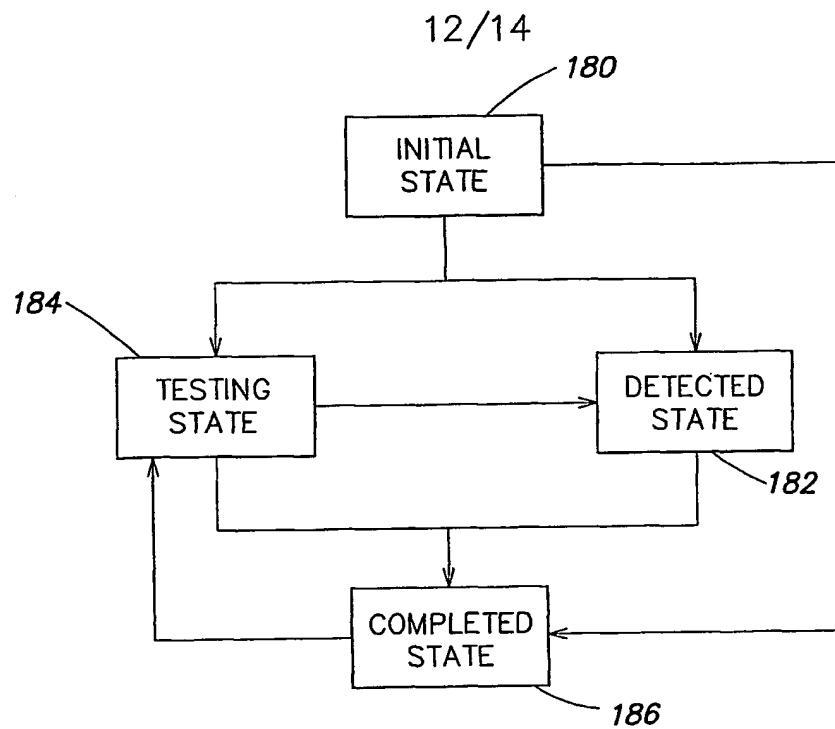 12/14
180
INITIAL
STATE
184
TESTING
STATE
DETECTED
STATE
182
COMPLETED
STATE
186